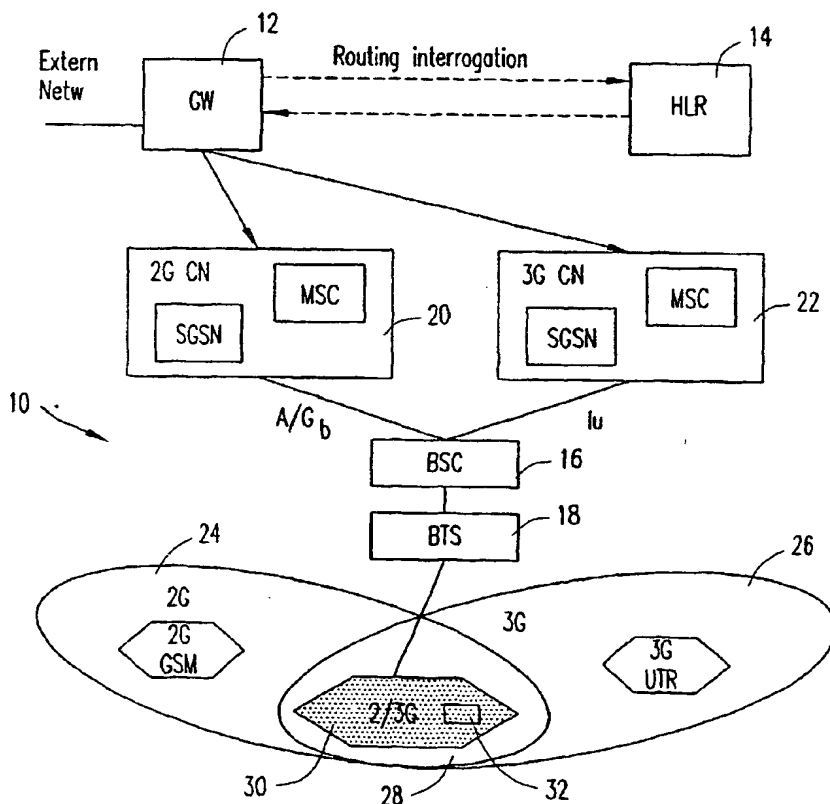 12
14
Extern
Netw
Routing interrogation
GW
HLR
2G CN
MSC
SGSN
20
3G CN
MSC
SGSN
22
10
A/Gb
Iu
BSC
16
BTS
18
24
26
2G
2G
GSM
3G
3G
UTR
2/3G
30
28
32